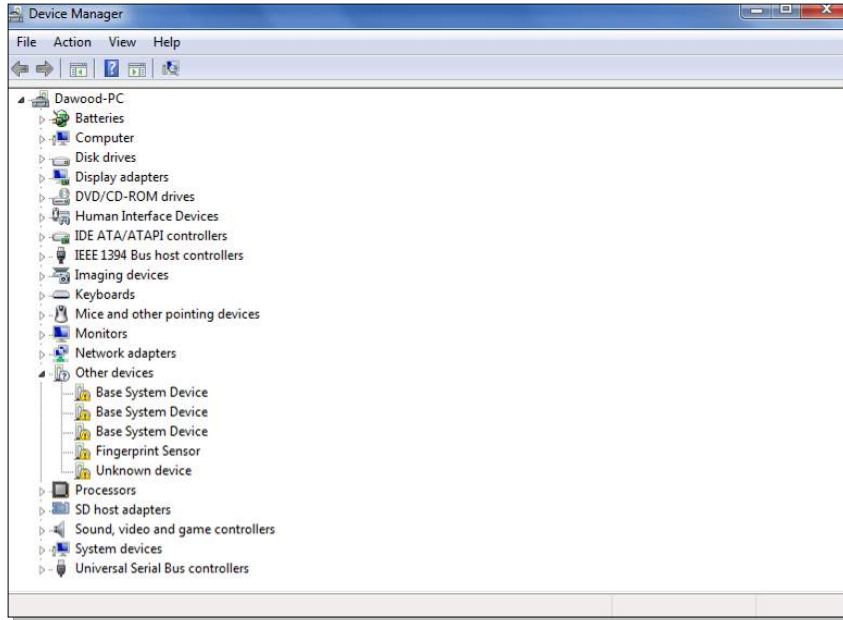 Device Manager
File Action View Help
Dawood-PC
Batteries
Computer
Disk drives
Display adapters
DVD/CD-ROM drives
Human Interface Devices
IDE ATA/ATAPI controllers
IEEE 1394 Bus host controllers
Imaging devices
Keyboards
Mice and other pointing devices
Monitors
Network adapters
Other devices
Base System Device
Base System Device
Base System Device
Fingerprint Sensor
Unknown device
Processors
SD host adapters
Sound, video and game controllers
System devices
Universal Serial Bus controllers